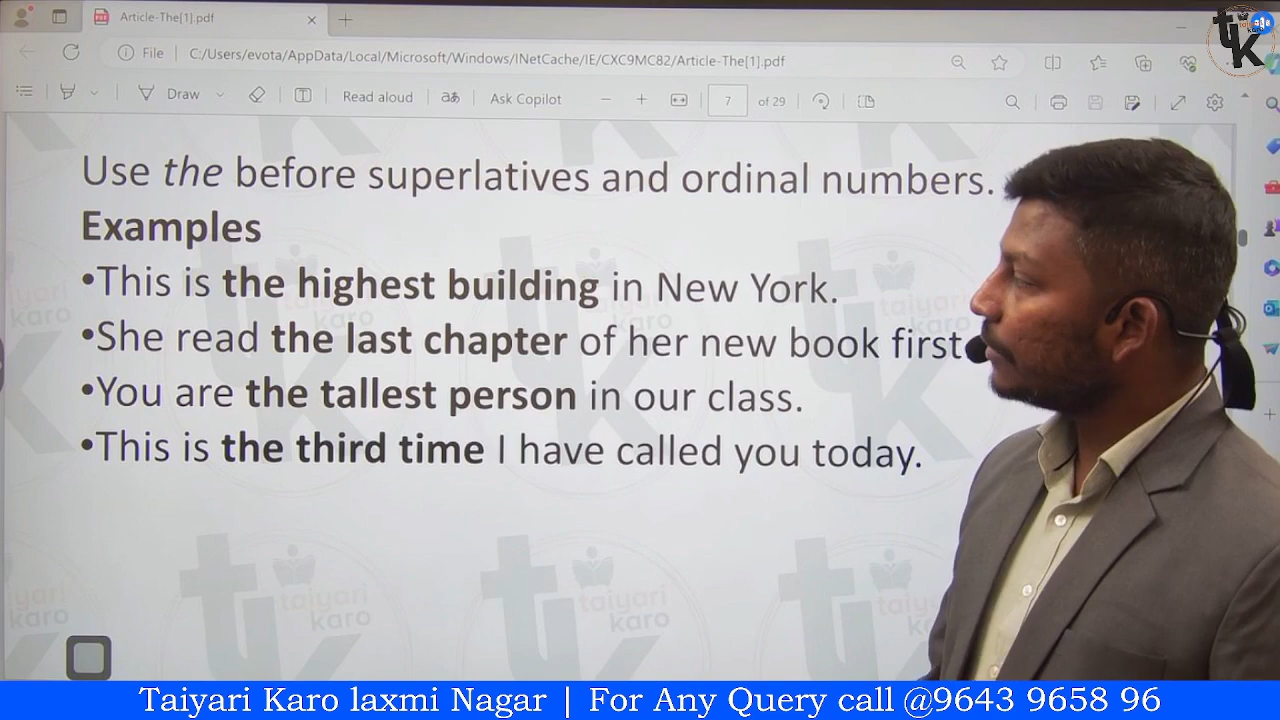 Article-The[1].pdf
File
C:/Users/evota/AppData/Local/Microsoft/Windows/INetCache/IE/CXC9MC82/Article-The[1].pdf
Draw
Read aloud
aあ
Ask Copilot
7
of 29
Use the before superlatives and ordinal numbers.
Examples
•This is the highest building in New York.
•She read the last chapter of her new book first
•You are the tallest person in our class.
•This is the third time I have called you today.
taiyari
karo
Taiyari Karo laxmi Nagar | For Any Query call @9643 9658 96